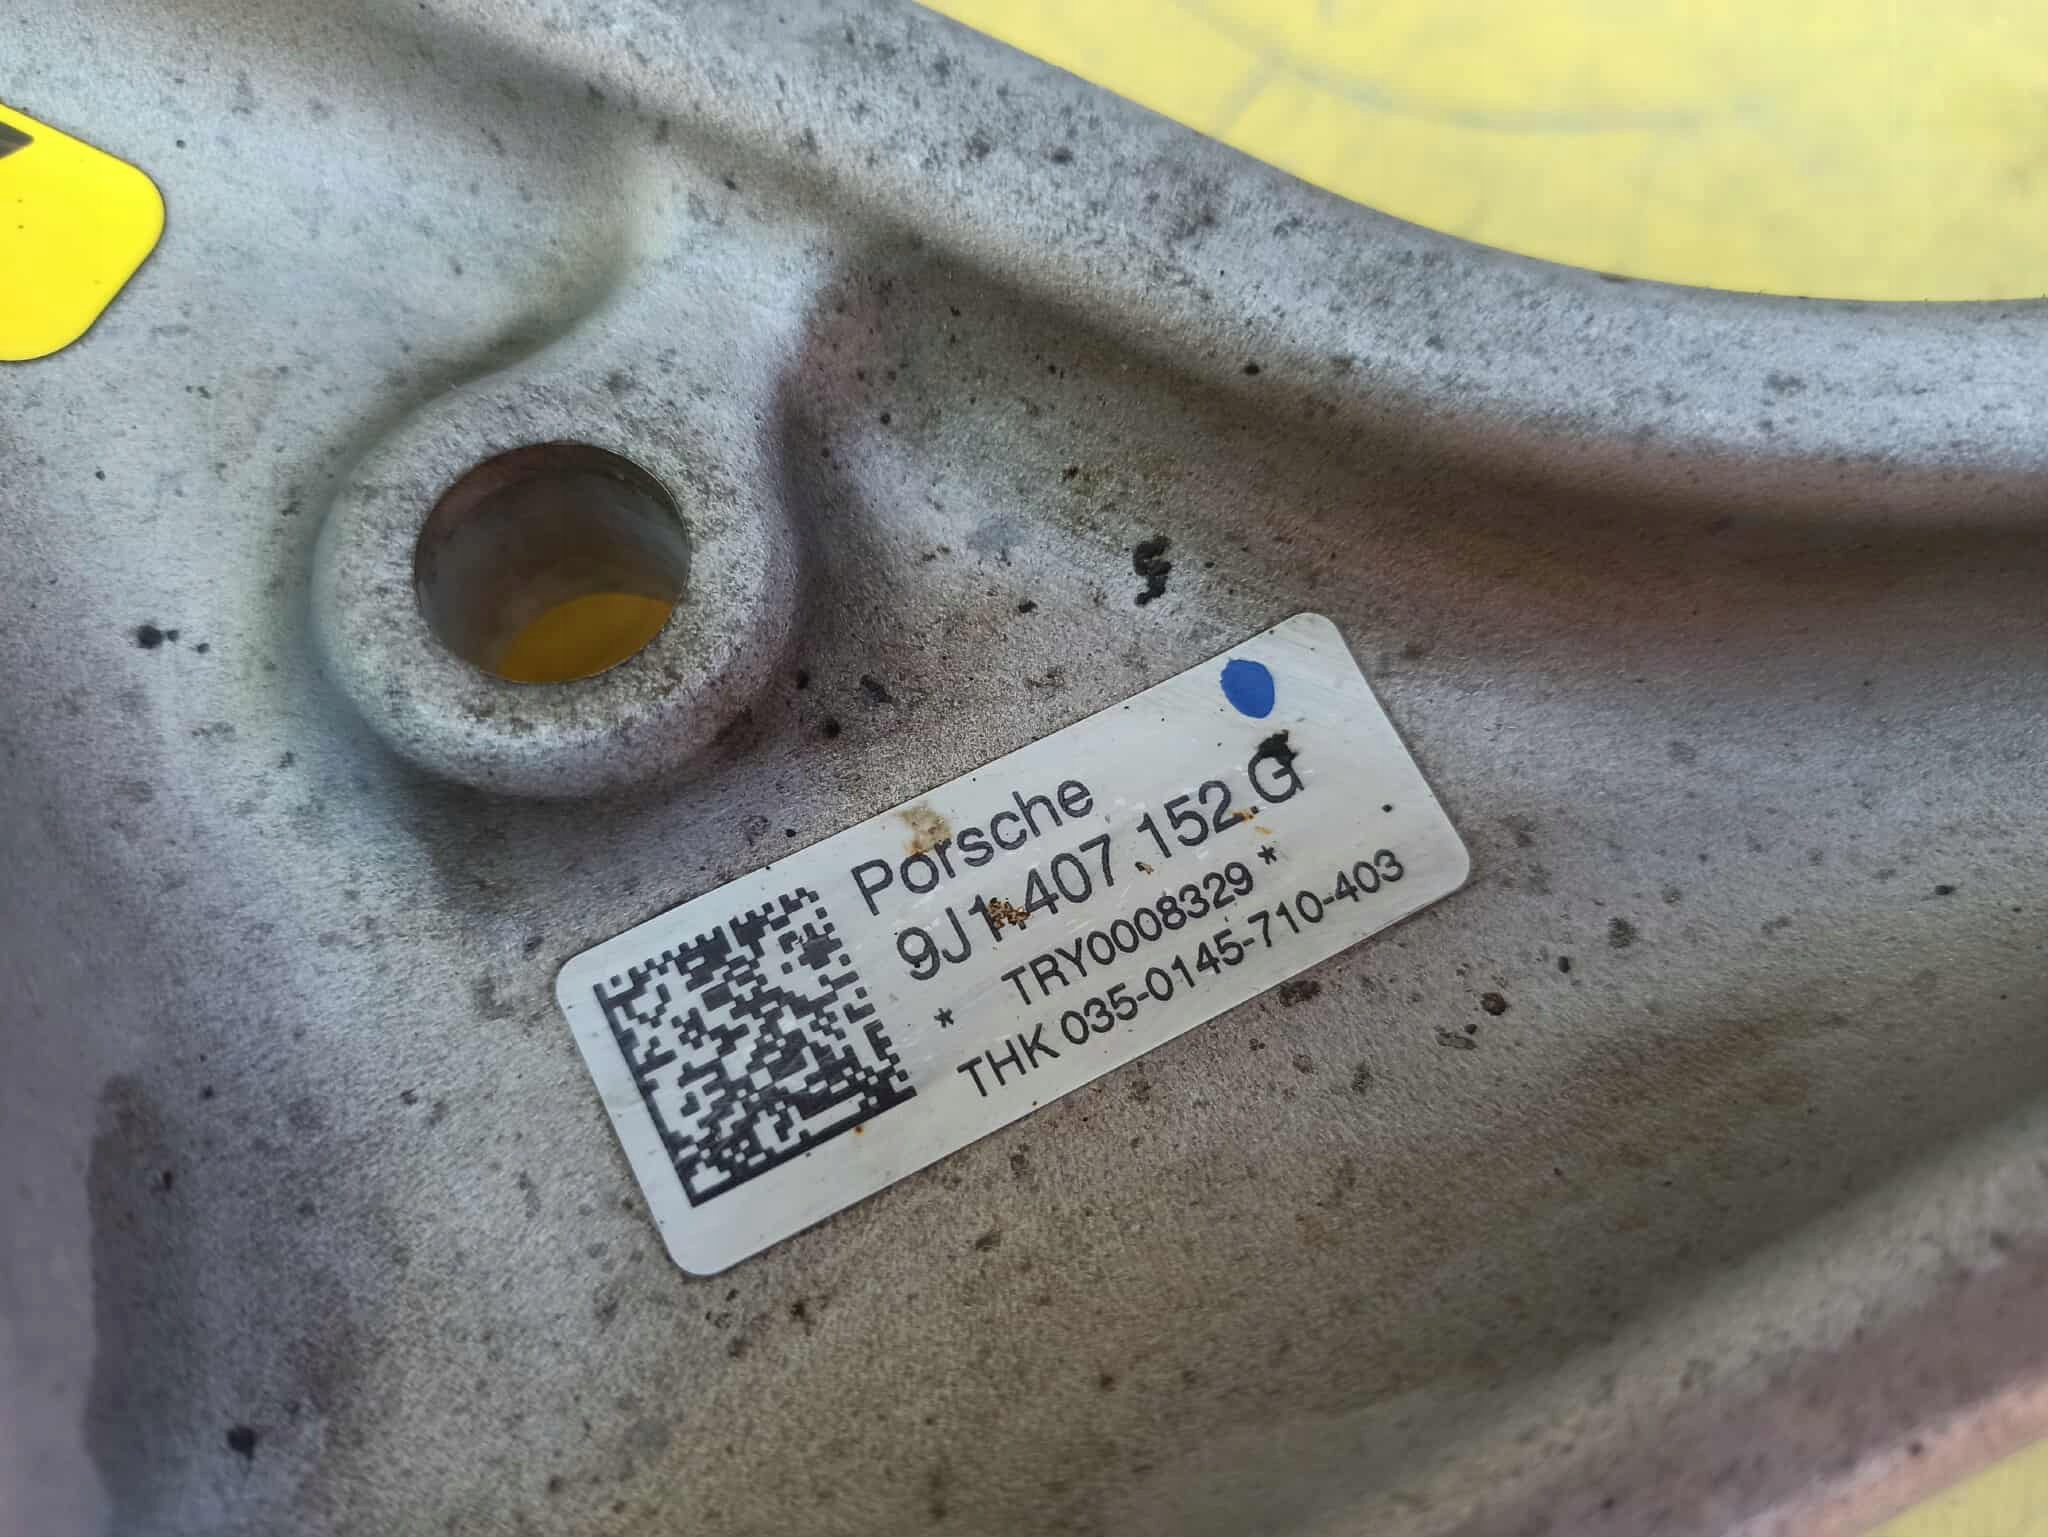 Porsche
9J1.407.152.G
* TRY0008329 *
THK 035-0145-710-403